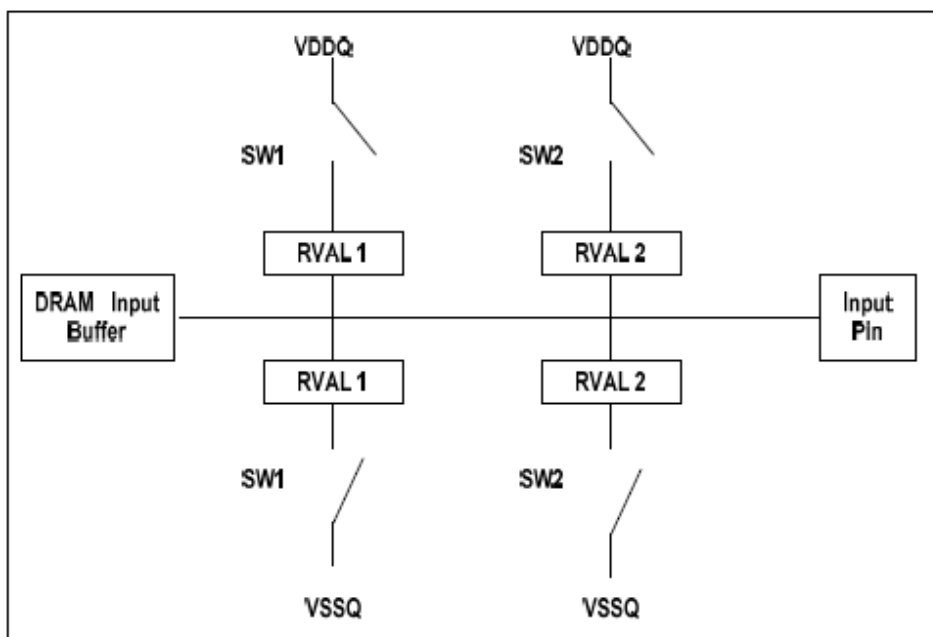 VDDQ VDDQ
SW1 SW2
RVAL 1 RVAL 2
DRAM Input
Buffer
Input
Pin
RVAL 1 RVAL 2
SW1 SW2
VSSQ VSSQ